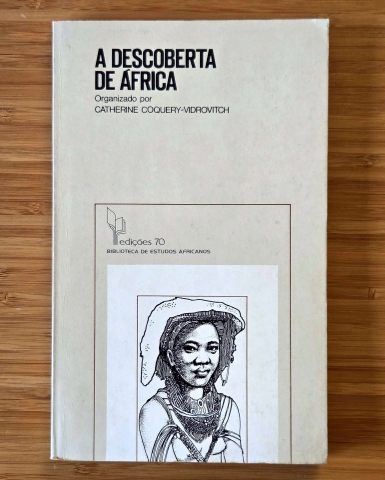 A DESCOBERTA
DE ÁFRICA
Organizado por
CATHERINE COQUERY-VIDROVITCH
edições 70
BIBLIOTECA DE ESTUDOS AFRICANOS